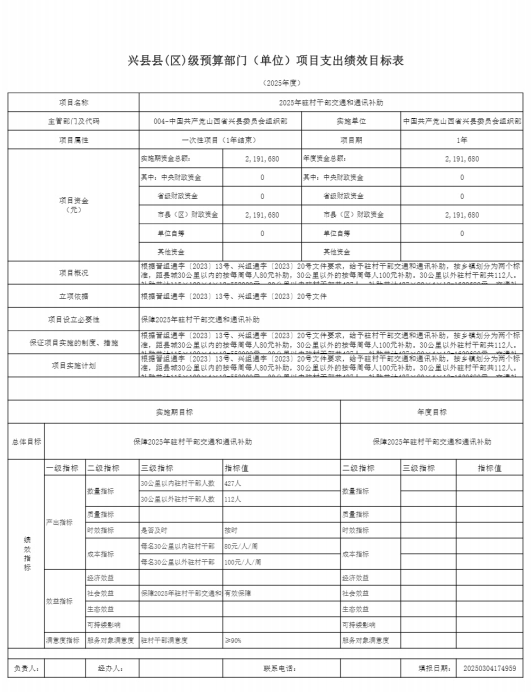 兴县县(区)级预算部门（单位）项目支出绩效目标表
（2025年度）
项目名称 2025年驻村干部交通和通讯补助
主管部门及代码 004-中国共产党山西省兴县委员会组织部 实施单位 中国共产党山西省兴县委员会组织部
项目属性 一次性项目（1年结束） 项目期 1年
项目资金
（元）
实施期资金总额： 2,191,680 年度资金总额： 2,191,680
其中：中央财政资金 0 其中：中央财政资金 0
省级财政资金 0 省级财政资金 0
市县（区）财政资金 2,191,680 市县（区）财政资金 2,191,680
单位自筹 0 单位自筹 0
其他资金 其他资金
项目概况
根据晋组通字〔2023〕13号、兴组通字〔2023〕20号文件要求，给予驻村干部交通和通讯补助，按乡镇划分为两个标
准，距县城30公里以内的按每周每人80元补助，30公里以外的按每周每人100元补助。30公里以外驻村干部共112人，
立项依据 根据晋组通字〔2023〕13号、兴组通字〔2023〕20号文件
项目设立必要性 保障2025年驻村干部交通和通讯补助
保证项目实施的制度、措施
根据晋组通字〔2023〕13号、兴组通字〔2023〕20号文件要求，给予驻村干部交通和通讯补助，按乡镇划分为两个标
准，距县城30公里以内的按每周每人80元补助，30公里以外的按每周每人100元补助。30公里以外驻村干部共112人，
项目实施计划
根据晋组通字〔2023〕13号、兴组通字〔2023〕20号文件要求，给予驻村干部交通和通讯补助，按乡镇划分为两个标
准，距县城30公里以内的按每周每人80元补助，30公里以外的按每周每人100元补助。30公里以外驻村干部共112人，
实施期目标 年度目标
总体目标 保障2025年驻村干部交通和通讯补助 保障2025年驻村干部交通和通讯补助
绩效指标
一级指标 二级指标 三级指标 指标值 二级指标 三级指标 指标值
产出指标
数量指标 30公里以内驻村干部人数 427人 数量指标
30公里以外驻村干部人数 112人
质量指标 质量指标
时效指标 是否及时 按时 时效指标
成本指标 每名30公里以内驻村干部 80元/人/周 成本指标
每名30公里以外驻村干部 100元/人/周
效益指标
经济效益 经济效益
社会效益 保障2025年驻村干部交通和 有效保障 社会效益
生态效益 生态效益
可持续影响 可持续影响
满意度指标 服务对象满意度 驻村干部满意度 ≥90% 服务对象满意度
负责人： 经办人： 联系电话： 填报日期： 20250304174959